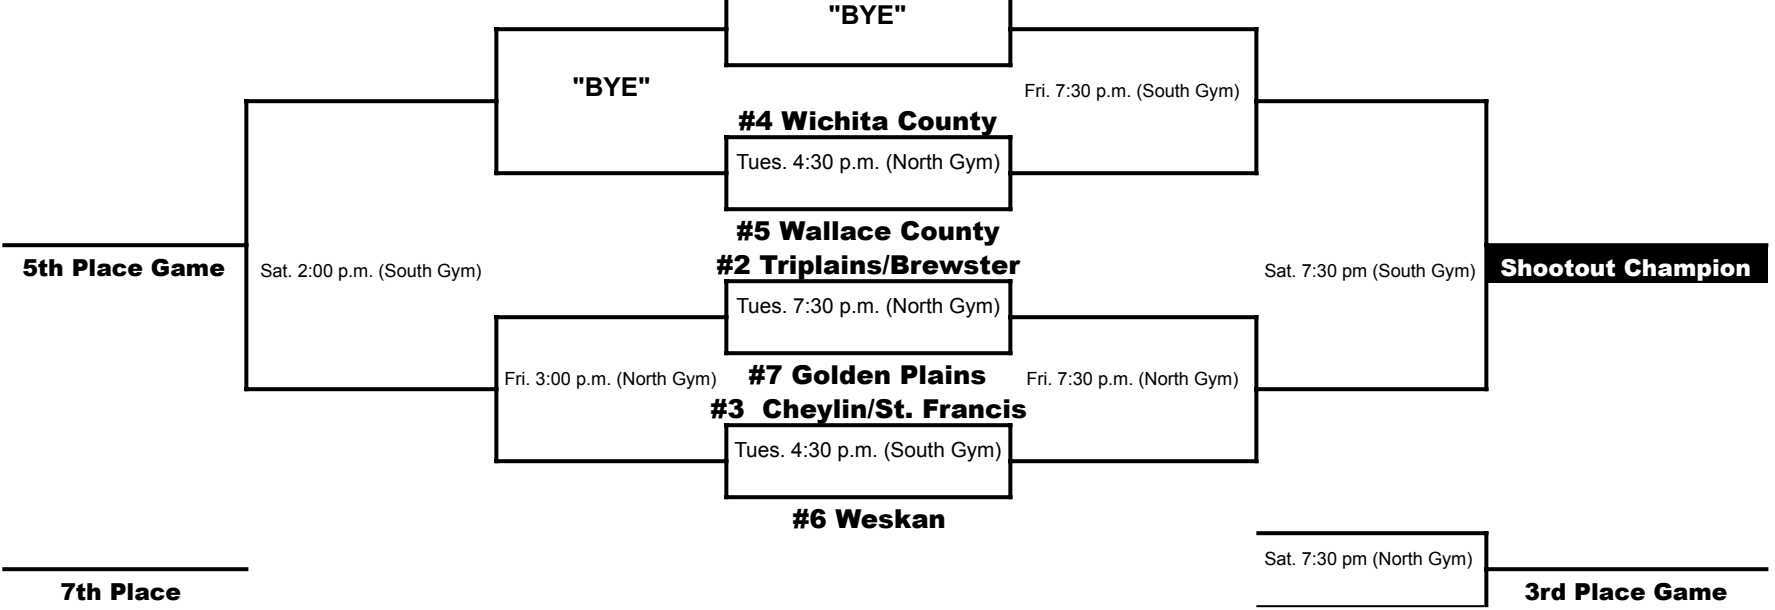 "BYE"
"BYE"
Fri. 7:30 p.m. (South Gym)
#4 Wichita County
Tues. 4:30 p.m. (North Gym)
#5 Wallace County
5th Place Game
Sat. 2:00 p.m. (South Gym)
#2 Triplains/Brewster
Sat. 7:30 pm (South Gym)
Shootout Champion
Tues. 7:30 p.m. (North Gym)
Fri. 3:00 p.m. (North Gym)
#7 Golden Plains
Fri. 7:30 p.m. (North Gym)
#3 Cheylin/St. Francis
Tues. 4:30 p.m. (South Gym)
#6 Weskan
Sat. 7:30 pm (North Gym)
7th Place
3rd Place Game